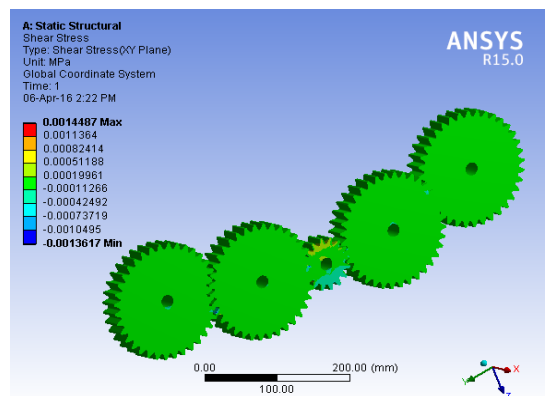 A: Static Structural
Shear Stress
Type: Shear Stress(XY Plane)
Unit: MPa
Global Coordinate System
Time: 1
06-Apr-16 2:22 PM
ANSYS
R15.0
0.0014487 Max
0.0011364
0.00082414
0.00051188
0.00019961
-0.00011266
-0.00042492
-0.00073719
-0.0010495
-0.0013617 Min
0.00 200.00 (mm)
100.00
Y X
Z